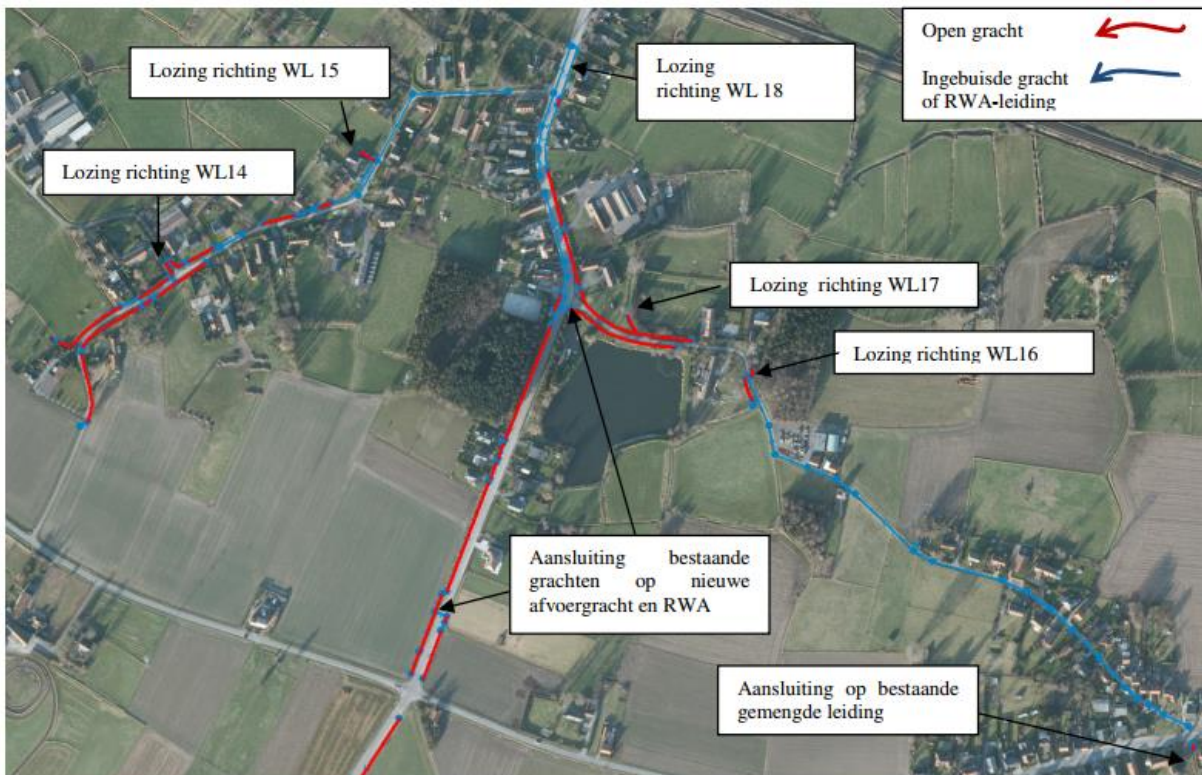 Open gracht
Ingebuisde gracht
of RWA-leiding
Lozing richting WL 15
Lozing
richting WL 18
Lozing richting WL14
Lozing richting WL17
Lozing richting WL16
Aansluiting bestaande
grachten op nieuwe
afvoergracht en RWA
Aansluiting op bestaande
gemengde leiding